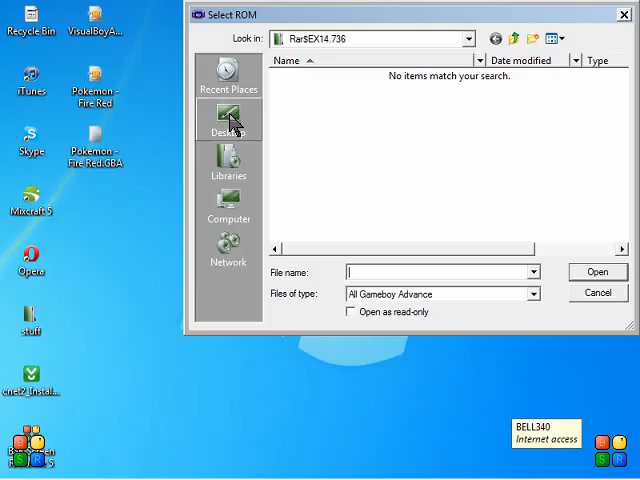 Recycle Bin
VisualBoyA...
iTunes
Pokemon -
Fire Red
Skype
Pokemon -
Fire Red.GBA
Mixcraft 5
Opera
stuff
cnet2_Instal...
Select ROM
Look in:
Rar$EX14.736
Recent Places
Desktop
Libraries
Computer
Network
Name
Date modified
Type
No items match your search.
File name:
Open
Files of type:
All Gameboy Advance
Cancel
Open as read-only
BELL340
Internet access
B
S R